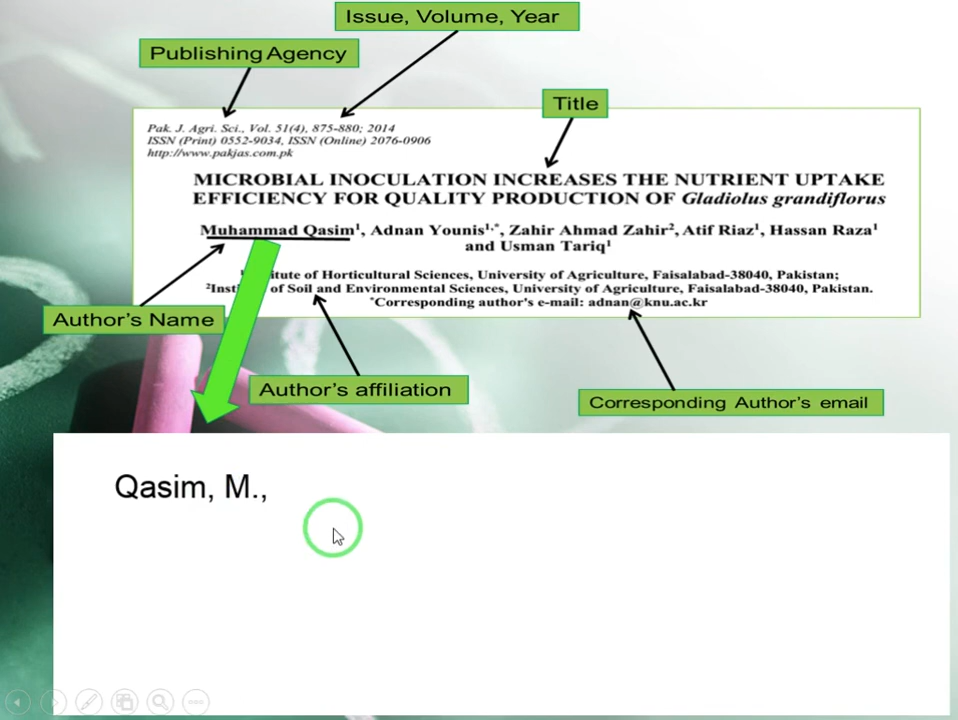 Issue, Volume, Year
Publishing Agency
Title
Pak. J. Agri. Sci., Vol. 51(4), 875-880; 2014
ISSN (Print) 0552-9034, ISSN (Online) 2076-0906
http://www.pakjas.com.pk
MICROBIAL INOCULATION INCREASES THE NUTRIENT UPTAKE
EFFICIENCY FOR QUALITY PRODUCTION OF Gladiolus grandiflorus
Muhammad Qasim¹, Adnan Younis¹,*, Zahir Ahmad Zahir², Atif Riaz¹, Hassan Raza¹
and Usman Tariq¹
of Horticultural Sciences, University of Agriculture, Faisalabad-38040, Pakistan;
of Soil and Environmental Sciences, University of Agriculture, Faisalabad-38040, Pakistan.
*Corresponding author's e-mail: adnan@knu.ac.kr
Author's Name
Author's affiliation
Corresponding Author's email
Qasim, M.,